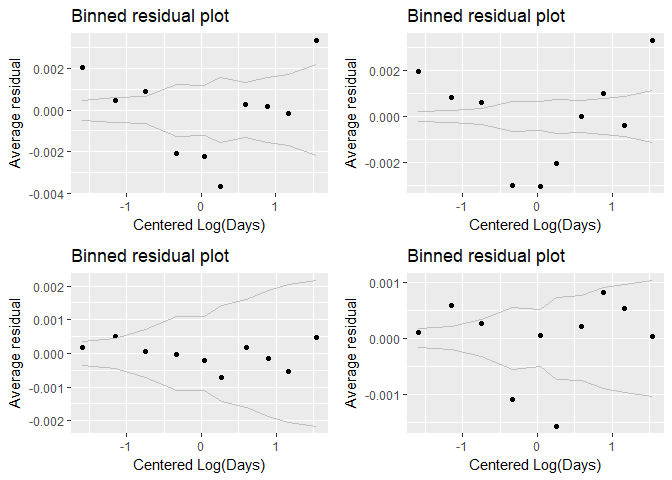 Binned residual plot
Average residual
0.002
0.000
-0.002
-0.004
-1
0
1
Centered Log(Days)
Binned residual plot
Average residual
0.002
0.000
-0.002
-1
0
1
Centered Log(Days)
Binned residual plot
Average residual
0.002
0.001
0.000
-0.001
-0.002
-1
0
1
Centered Log(Days)
Binned residual plot
Average residual
0.001
0.000
-0.001
-1
0
1
Centered Log(Days)